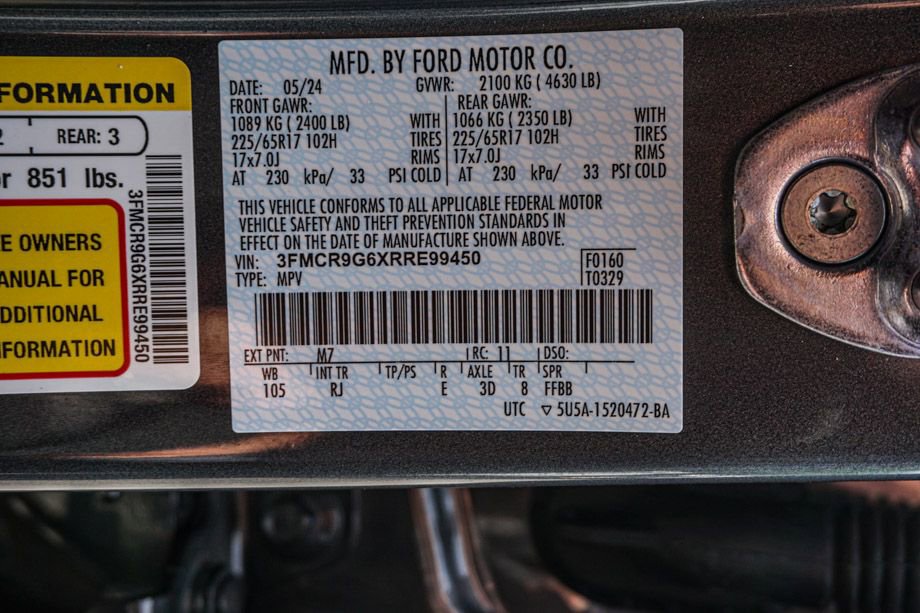 FORMATION
2 REAR: 3
or 851 lbs.
E OWNERS
ANUAL FOR
DDITIONAL
NFORMATION
3FMCR9G6XRRE99450
MFD. BY FORD MOTOR CO.
DATE: 05/24 GVWR: 2100 KG ( 4630 LB)
FRONT GAWR: REAR GAWR:
1089 KG ( 2400 LB) WITH 1066 KG ( 2350 LB) WITH
225/65R17 102H TIRES 225/65R17 102H TIRES
17x7.0J RIMS 17x7.0J RIMS
AT 230 kPa/ 33 PSI COLD AT 230 kPa/ 33 PSI COLD
THIS VEHICLE CONFORMS TO ALL APPLICABLE FEDERAL MOTOR
VEHICLE SAFETY AND THEFT PREVENTION STANDARDS IN
EFFECT ON THE DATE OF MANUFACTURE SHOWN ABOVE.
VIN: 3FMCR9G6XRRE99450 F0160
TYPE: MPV T0329
EXT PNT: M7 RC: 11 DSO:
WB INT TR TP/PS R AXLE TR SPR
105 RJ E 3D 8 FFBB
UTC ▽ 5U5A-1520472-BA